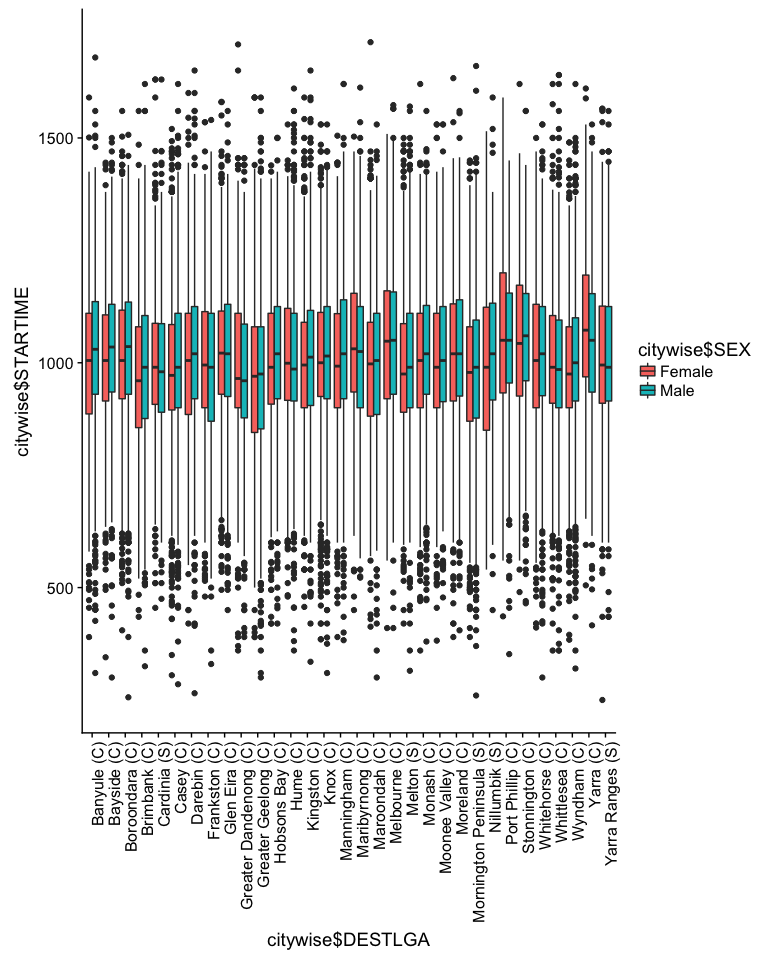 citywise$STARTIME
1500
1000
500
citywise$SEX
Female
Male
Banyule (C)
Bayside (C)
Boroondara (C)
Brimbank (C)
Cardinia (S)
Casey (C)
Darebin (C)
Frankston (C)
Glen Eira (C)
Greater Dandenong (C)
Greater Geelong (C)
Hobsons Bay (C)
Hume (C)
Kingston (C)
Knox (C)
Manningham (C)
Maribyrnong (C)
Maroondah (C)
Melbourne (C)
Melton (S)
Monash (C)
Moonee Valley (C)
Moreland (C)
Mornington Peninsula (S)
Nillumbik (S)
Port Phillip (C)
Stonnington (C)
Whitehorse (C)
Whittlesea (C)
Wyndham (C)
Yarra (C)
Yarra Ranges (S)
citywise$DESTLGA